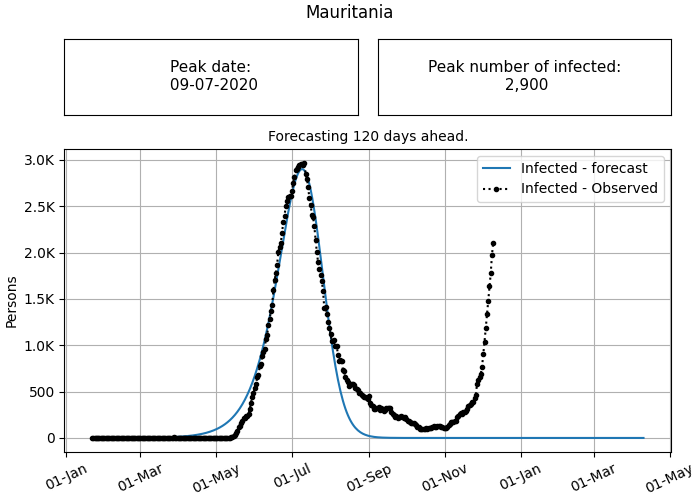 Mauritania
Peak date:
09-07-2020
Peak number of infected:
2,900
Forecasting 120 days ahead.
Infected - forecast
Infected - Observed
Persons
3.0K
2.5K
2.0K
1.5K
1.0K
500
0
01-Jan
01-Mar
01-May
01-Jul
01-Sep
01-Nov
01-Jan
01-Mar
01-May